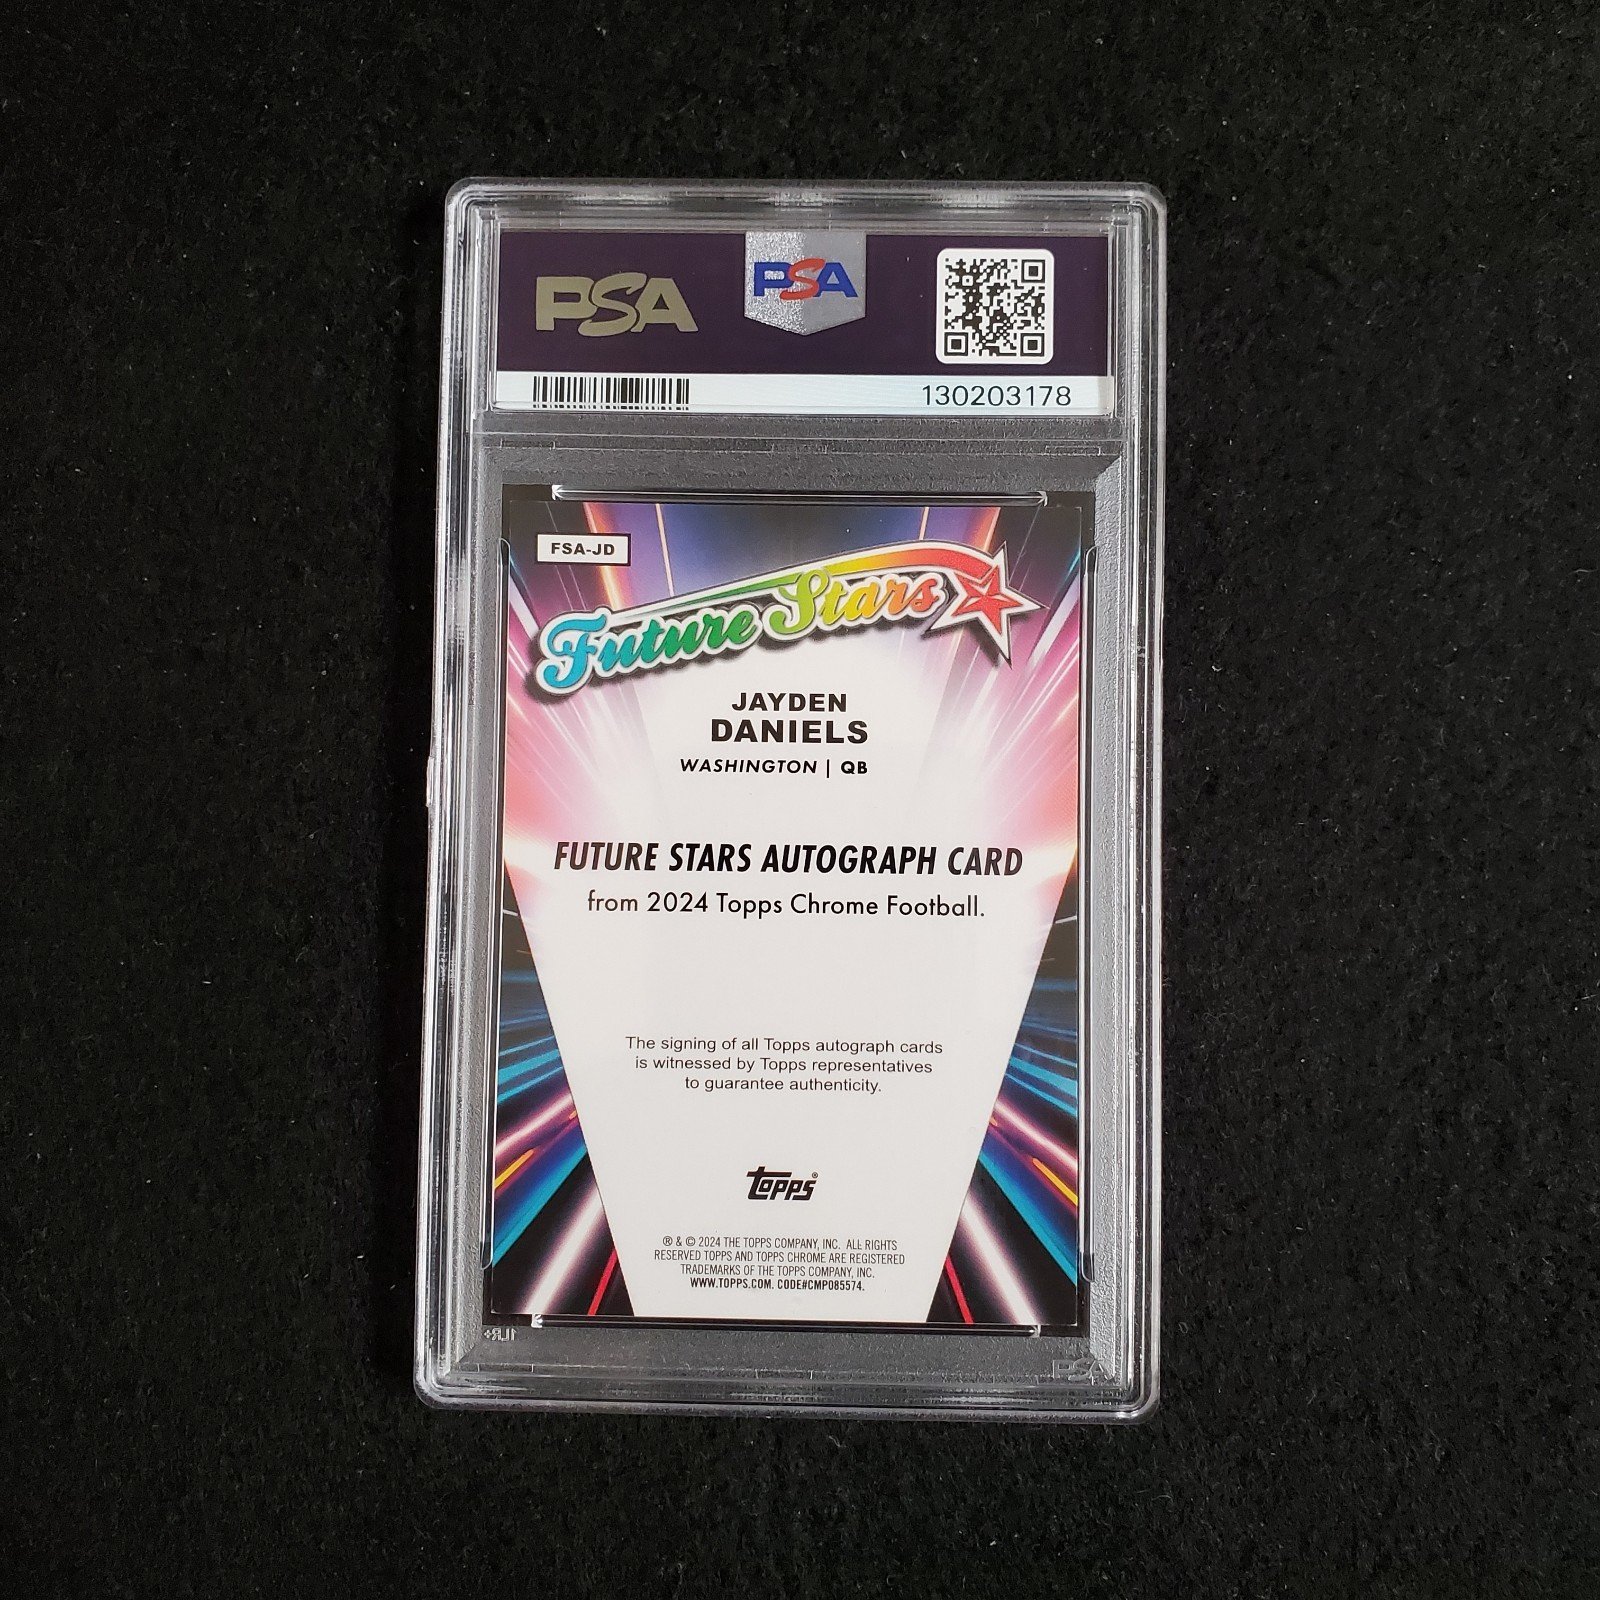 PSA
PSA
130203178
FSA-JD
Future Stars
JAYDEN
DANIELS
WASHINGTON | QB
FUTURE STARS AUTOGRAPH CARD
from 2024 Topps Chrome Football.
The signing of all Topps autograph cards
is witnessed by Topps representatives
to guarantee authenticity.
Topps®
® & © 2024 THE TOPPS COMPANY, INC. ALL RIGHTS
RESERVED TOPPS AND TOPPS CHROME ARE REGISTERED
TRADEMARKS OF THE TOPPS COMPANY, INC.
WWW.TOPPS.COM. CODE#CMP085574.
1LR+
PSA